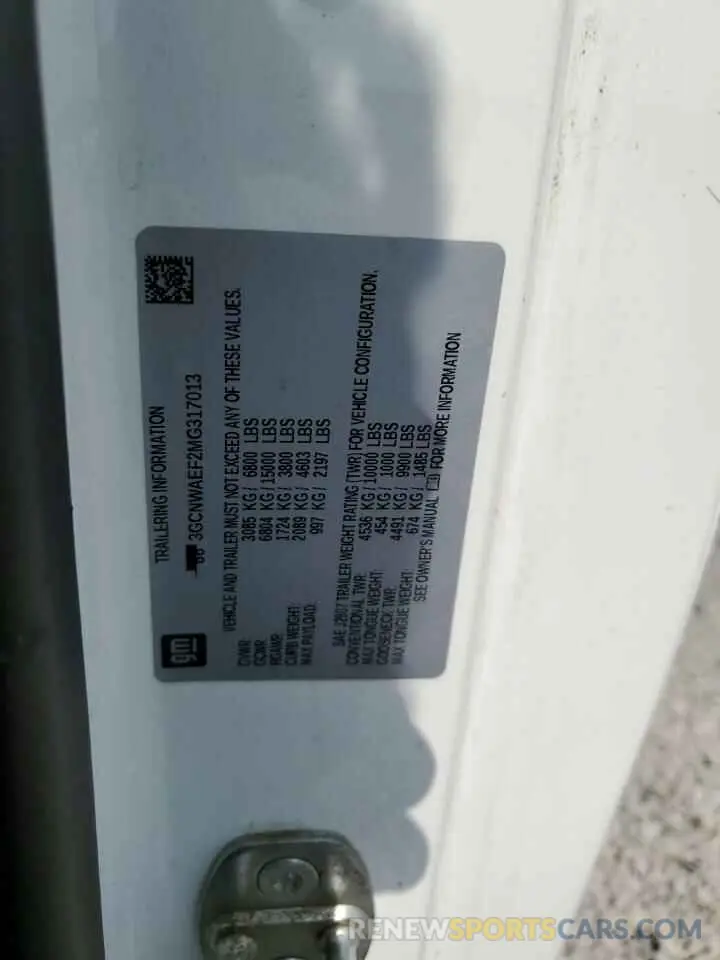 TRAILERING INFORMATION
3GCNWAEF2MG317013
gm
VEHICLE AND TRAILER MUST NOT EXCEED ANY OF THESE VALUES.
GVWR: 3085 KG/ 6800 LBS
GCWR: 6804 KG/15000 LBS
RGAWR: 1724 KG/ 3800 LBS
CURB WEIGHT: 2089 KG/ 4603 LBS
MAX PAYLOAD: 997 KG/ 2197 LBS
SAE J2807 TRAILER WEIGHT RATING (TWR) FOR VEHICLE CONFIGURATION.
CONVENTIONAL TWR: 4536 KG/10000 LBS
MAX TONGUE WEIGHT: 454 KG/ 1000 LBS
GOOSENECK TWR: 4491 KG/ 9900 LBS
MAX TONGUE WEIGHT: 674 KG/ 1485 LBS
SEE OWNER'S MANUAL FOR MORE INFORMATION
RENEWSPORTSCARS.COM